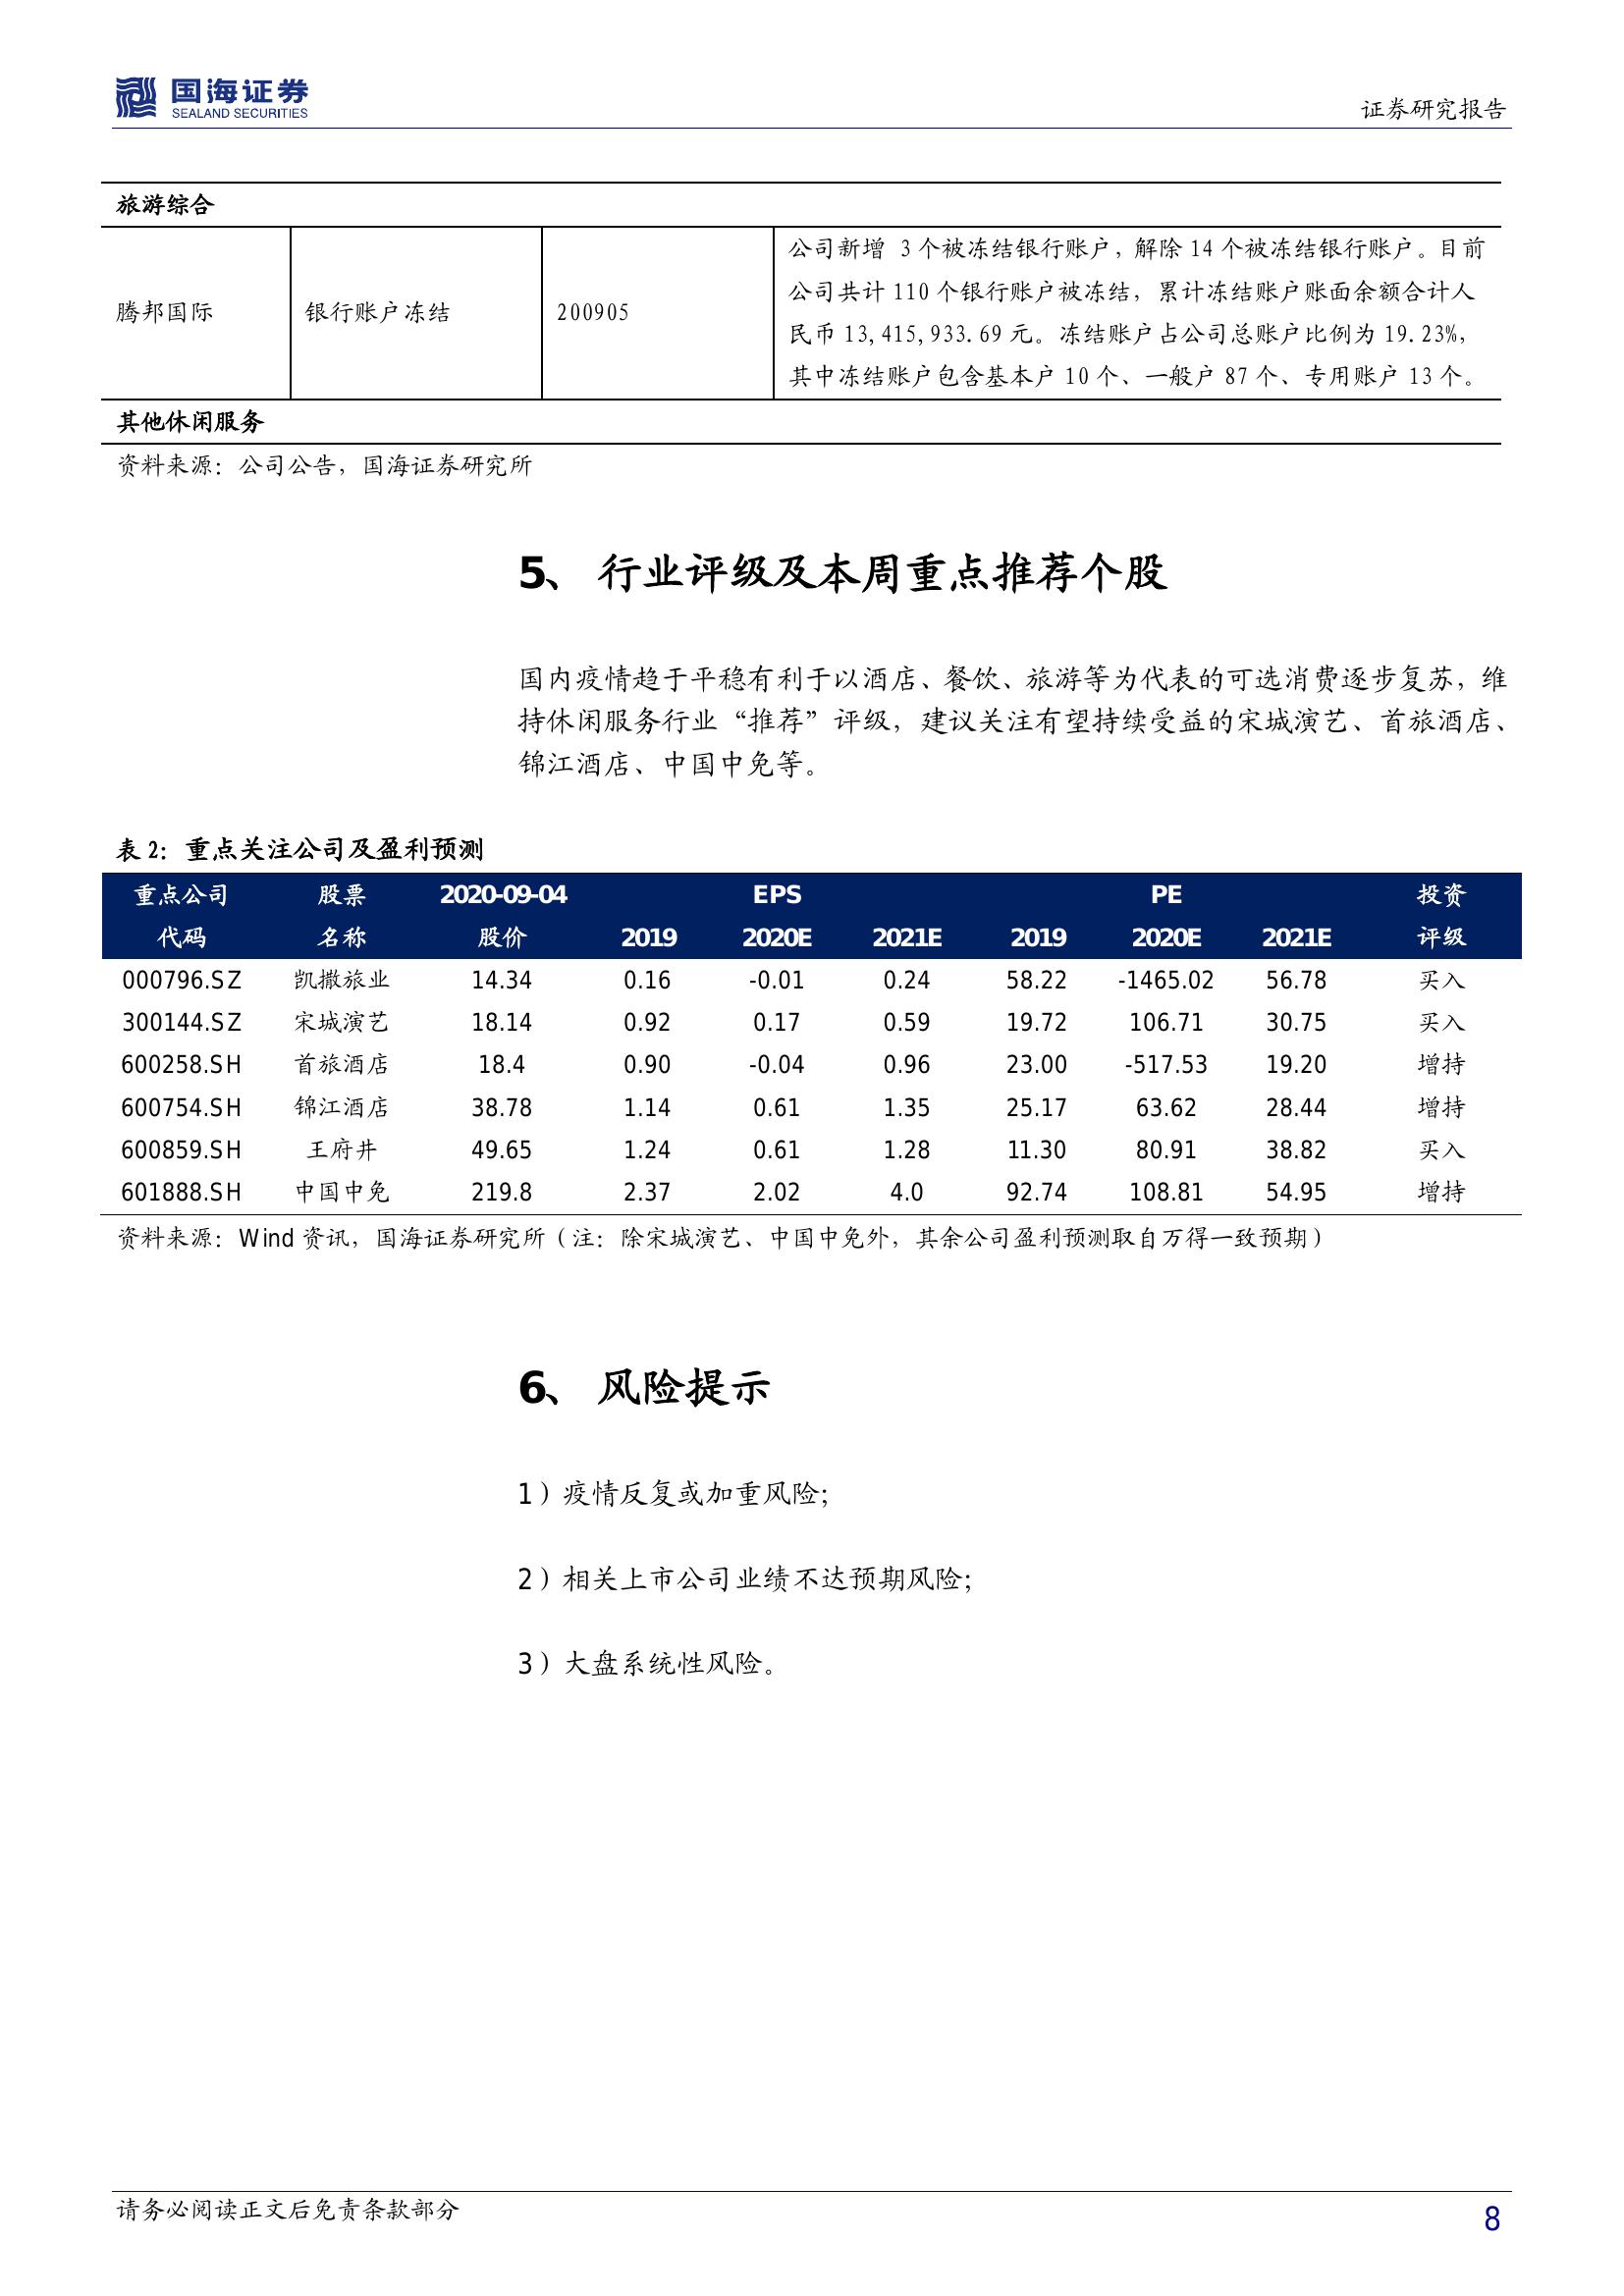 国海证券
SEALAND SECURITIES
证券研究报告
旅游综合
腾邦国际 银行账户冻结 200905
公司新增 3 个被冻结银行账户，解除 14 个被冻结银行账户。目前
公司共计 110 个银行账户被冻结，累计冻结账户账面余额合计人
民币 13,415,933.69 元。冻结账户占公司总账户比例为 19.23%，
其中冻结账户包含基本户 10 个、一般户 87 个、专用账户 13 个。
其他休闲服务
资料来源：公司公告，国海证券研究所
5、 行业评级及本周重点推荐个股
国内疫情趋于平稳有利于以酒店、餐饮、旅游等为代表的可选消费逐步复苏，维
持休闲服务行业“推荐”评级，建议关注有望持续受益的宋城演艺、首旅酒店、
锦江酒店、中国中免等。
表 2：重点关注公司及盈利预测
重点公司 股票 2020-09-04 EPS PE 投资
代码 名称 股价 2019 2020E 2021E 2019 2020E 2021E 评级
000796.SZ 凯撒旅业 14.34 0.16 -0.01 0.24 58.22 -1465.02 56.78 买入
300144.SZ 宋城演艺 18.14 0.92 0.17 0.59 19.72 106.71 30.75 买入
600258.SH 首旅酒店 18.4 0.90 -0.04 0.96 23.00 -517.53 19.20 增持
600754.SH 锦江酒店 38.78 1.14 0.61 1.35 25.17 63.62 28.44 增持
600859.SH 王府井 49.65 1.24 0.61 1.28 11.30 80.91 38.82 买入
601888.SH 中国中免 219.8 2.37 2.02 4.0 92.74 108.81 54.95 增持
资料来源：Wind 资讯，国海证券研究所（注：除宋城演艺、中国中免外，其余公司盈利预测取自万得一致预期）
6、 风险提示
1）疫情反复或加重风险；
2）相关上市公司业绩不达预期风险；
3）大盘系统性风险。
请务必阅读正文后免责条款部分
8